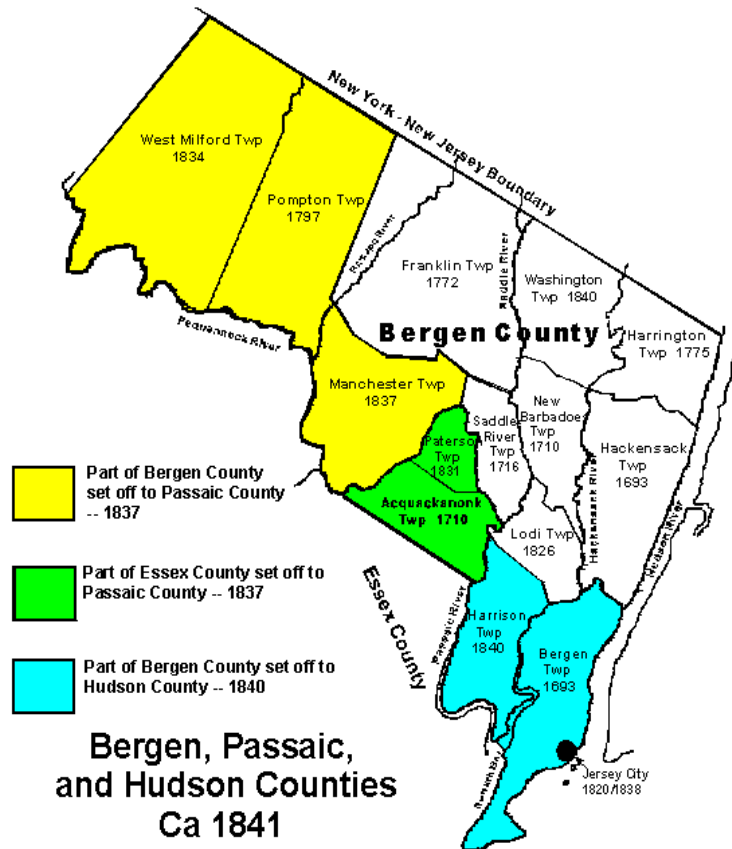 New York - New Jersey Boundary
West Milford Twp
1834
Pompton Twp
1797
Ramapo River
Franklin Twp
1772
Saddle River
Washington
Twp 1840
Bergen County
Harrington
Twp 1775
Pequannock River
Manchester Twp
1837
Paterson
Twp
1831
Saddle
River
Twp
1716
New
Barbadoes
Twp
1710
Hackensack
Twp
1693
Hackensack River
Hudson River
Acquackanonk
Twp 1710
Lodi Twp
1826
Part of Bergen County
set off to Passaic County
-- 1837
Part of Essex County set off to
Passaic County -- 1837
Part of Bergen County set off to
Hudson County -- 1840
Essex County
Passaic River
Harrison
Twp
1840
Bergen
Twp
1693
Newark Bay
Jersey City
1820/1838
Bergen, Passaic,
and Hudson Counties
Ca 1841